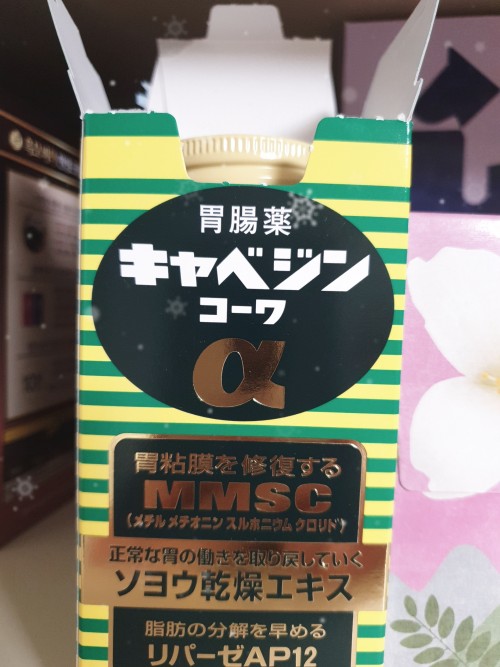 胃腸薬
キャベジン
コーワ
α
胃粘膜を修復する
MMSC
(メチル メチオニン スルホニウム クロリド)
正常な胃の働きを取り戻していく
ソヨウ乾燥エキス
脂肪の分解を早める
リパーゼAP12